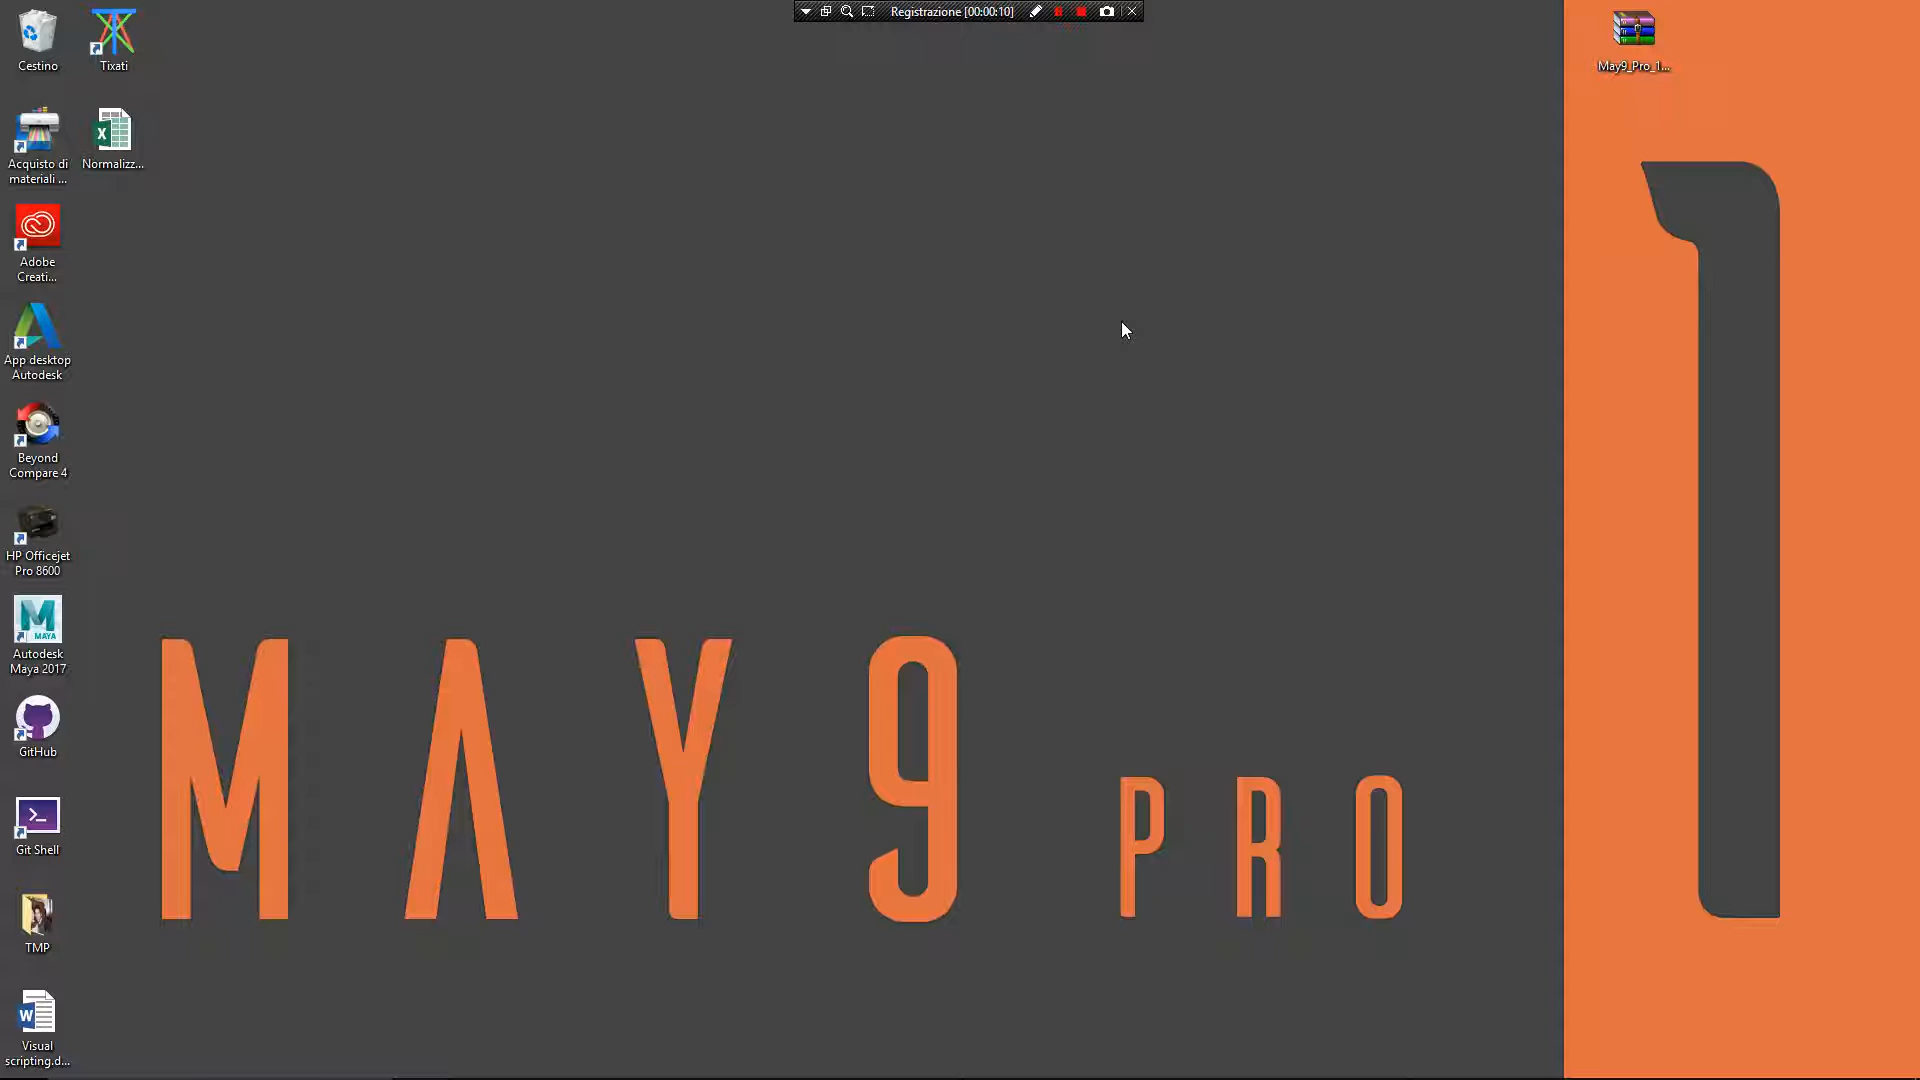 Registrazione [00:00:10]
Cestino
Tixati
May9_Pro_1...
Acquisto di
materiali ...
Normalizz...
Adobe
Creati...
App desktop
Autodesk
Beyond
Compare 4
HP Officejet
Pro 8600
MAYA
Autodesk
Maya 2017
GitHub
Git Shell
TMP
Visual
scripting.d...
MAY9 PRO
1